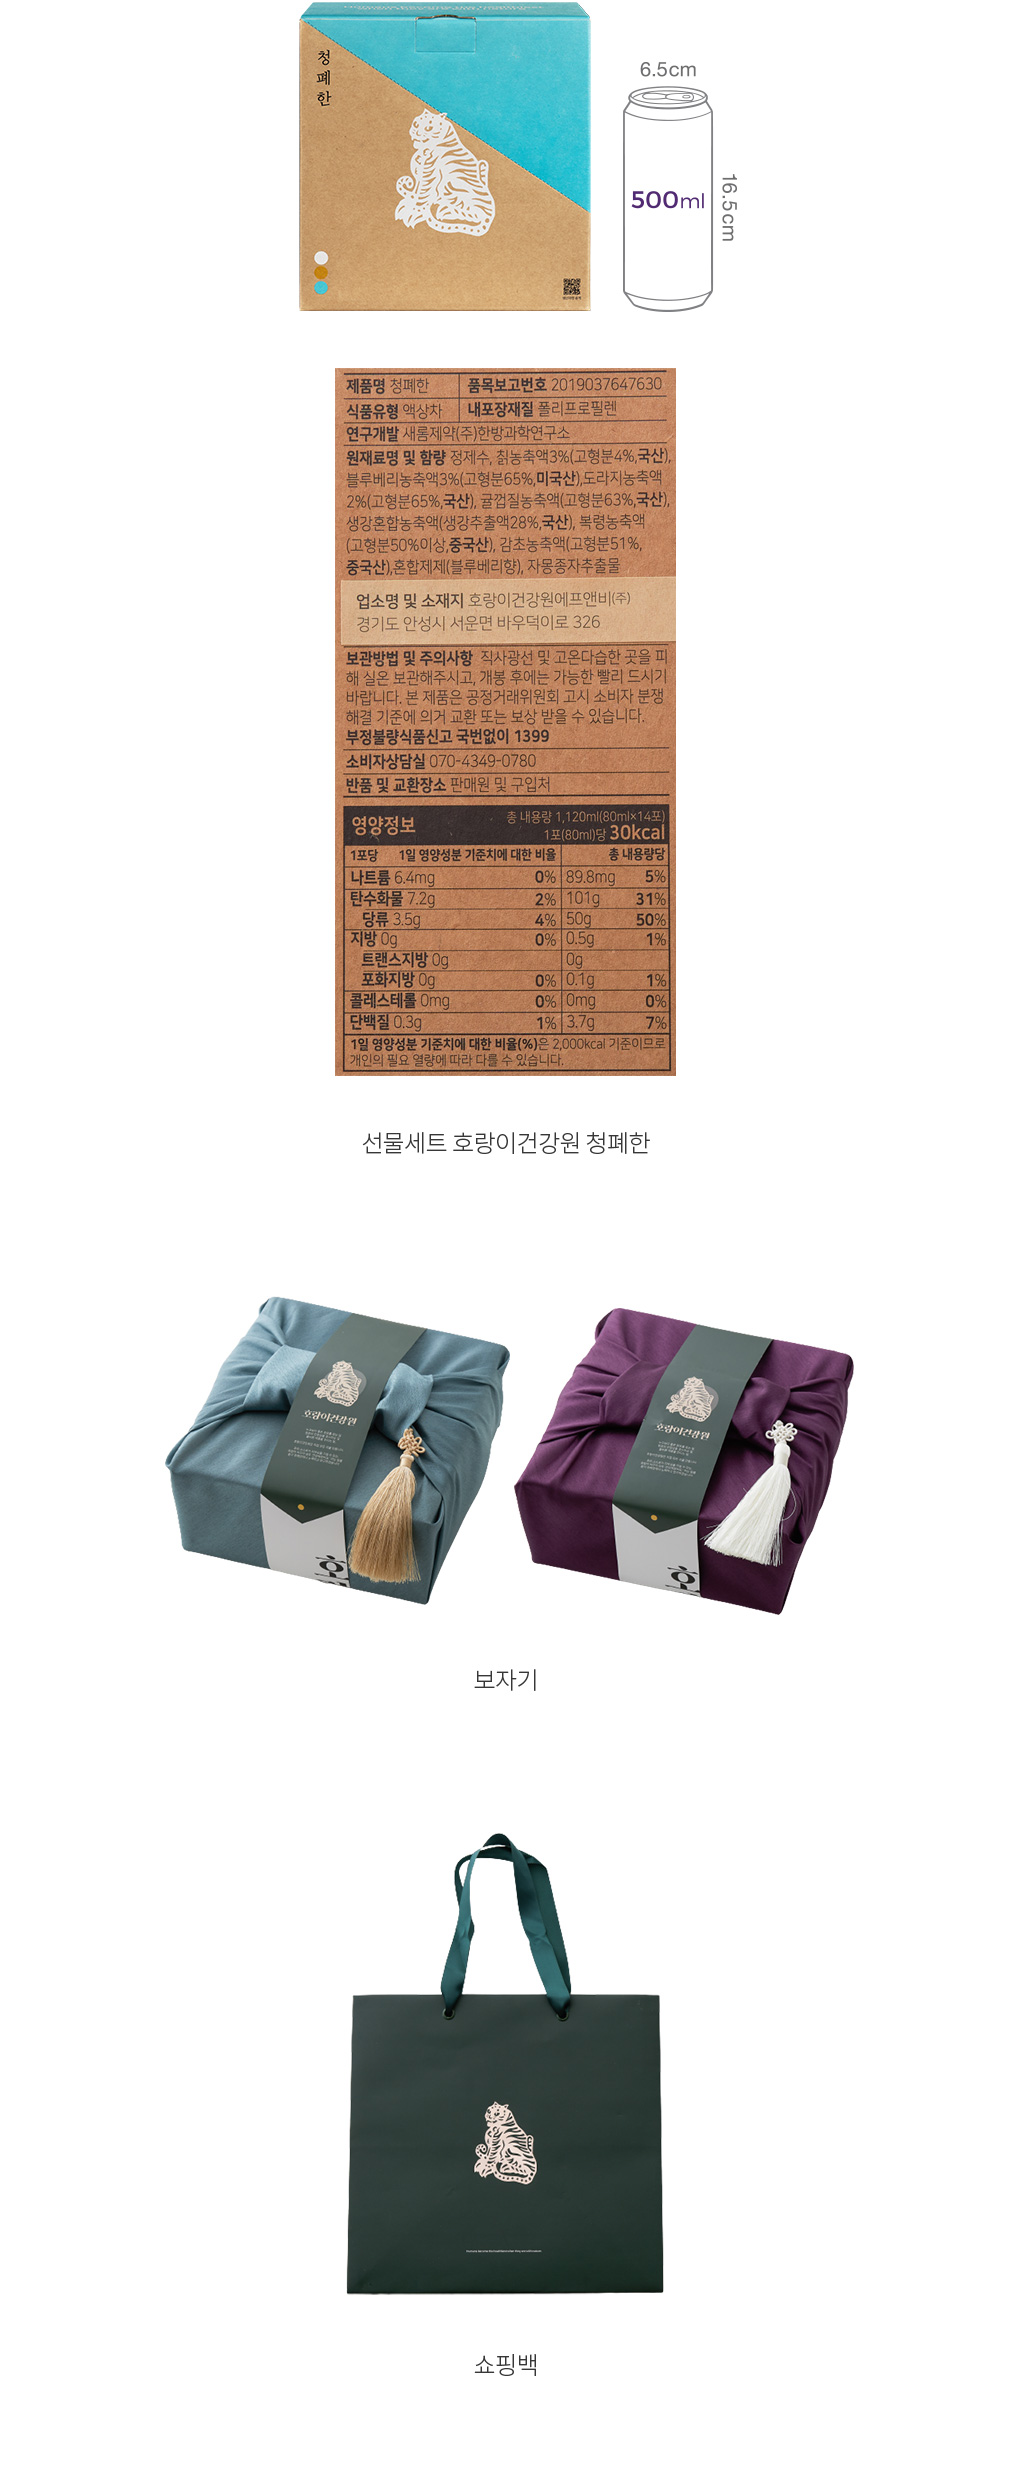 청폐한
6.5cm
500ml
16.5cm
제품명 청폐한 품목보고번호 2019037647630
식품유형 액상차 내포장재질 폴리프로필렌
연구개발 새롬제약(주)한방과학연구소
원재료명 및 함량 정제수, 칡농축액3%(고형분4%,국산),
블루베리농축액3%(고형분65%,미국산),도라지농축액
2%(고형분65%,국산), 귤껍질농축액(고형분63%,국산),
생강혼합농축액(생강추출액28%,국산), 복령농축액
(고형분50%이상,중국산), 감초농축액(고형분51%,
중국산),혼합제제(블루베리향), 자몽종자추출물
업소명 및 소재지 호랑이건강원에프앤비(주)
경기도 안성시 서운면 바우덕이로 326
보관방법 및 주의사항 직사광선 및 고온다습한 곳을 피
해 실온 보관해주시고, 개봉 후에는 가능한 빨리 드시기
바랍니다. 본 제품은 공정거래위원회 고시 소비자 분쟁
해결 기준에 의거 교환 또는 보상 받을 수 있습니다.
부정불량식품신고 국번없이 1399
소비자상담실 070-4349-0780
반품 및 교환장소 판매원 및 구입처
영양정보 총 내용량 1,120ml(80ml×14포)
1포(80ml)당 30kcal
1포당 1일 영양성분 기준치에 대한 비율 총 내용량당
나트륨 6.4mg 0% 89.8mg 5%
탄수화물 7.2g 2% 101g 31%
당류 3.5g 4% 50g 50%
지방 0g 0% 0.5g 1%
트랜스지방 0g 0g
포화지방 0g 0% 0.1g 1%
콜레스테롤 0mg 0% 0mg 0%
단백질 0.3g 1% 3.7g 7%
1일 영양성분 기준치에 대한 비율(%)은 2,000kcal 기준이므로
개인의 필요 열량에 따라 다를 수 있습니다.
선물세트 호랑이건강원 청폐한
호랑이건강원
호랑이건강원
보자기
쇼핑백